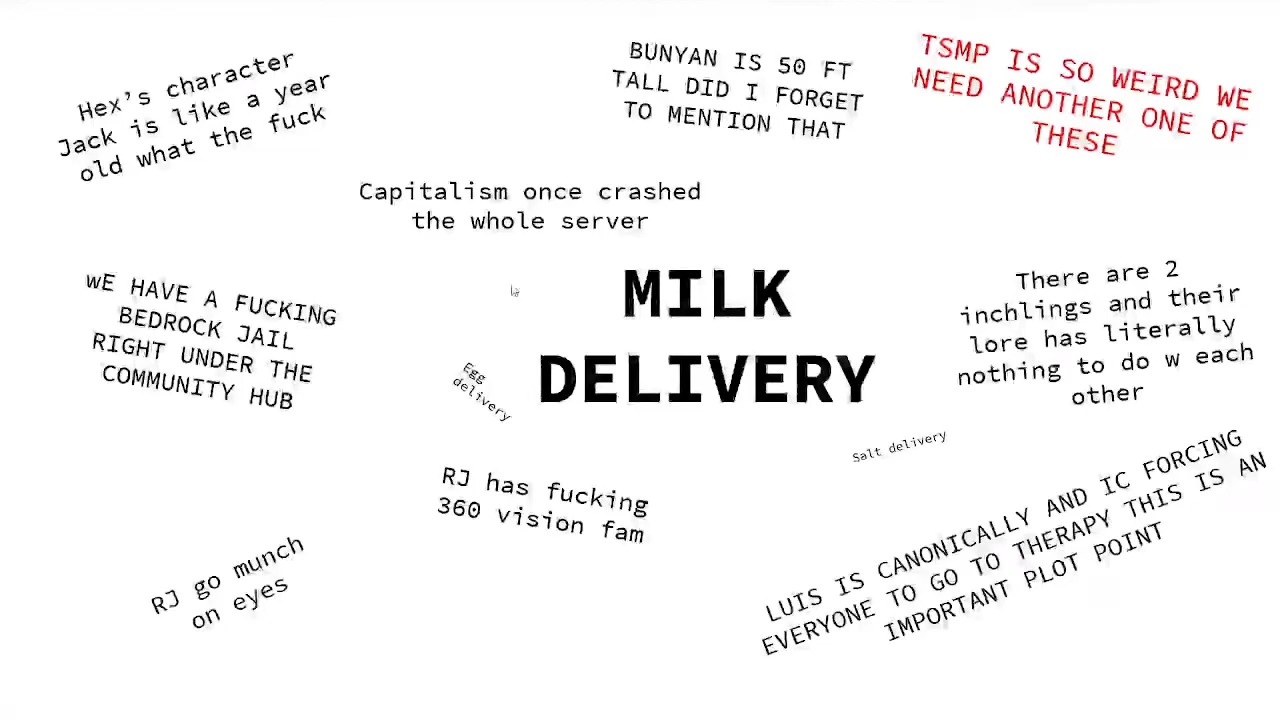 Hex’s character
Jack is like a year
old what the fuck
BUNYAN IS 50 FT
TALL DID I FORGET
TO MENTION THAT
TSMP IS SO WEIRD WE
NEED ANOTHER ONE OF
THESE
Capitalism once crashed
the whole server
wE HAVE A FUCKING
BEDROCK JAIL
RIGHT UNDER THE
COMMUNITY HUB
MILK
DELIVERY
There are 2
inchlings and their
lore has literally
nothing to do w each
other
Egg
delivery
Salt delivery
RJ has fucking
360 vision fam
RJ go munch
on eyes
LUIS IS CANONICALLY AND IC FORCING
EVERYONE TO GO TO THERAPY THIS IS AN
IMPORTANT PLOT POINT